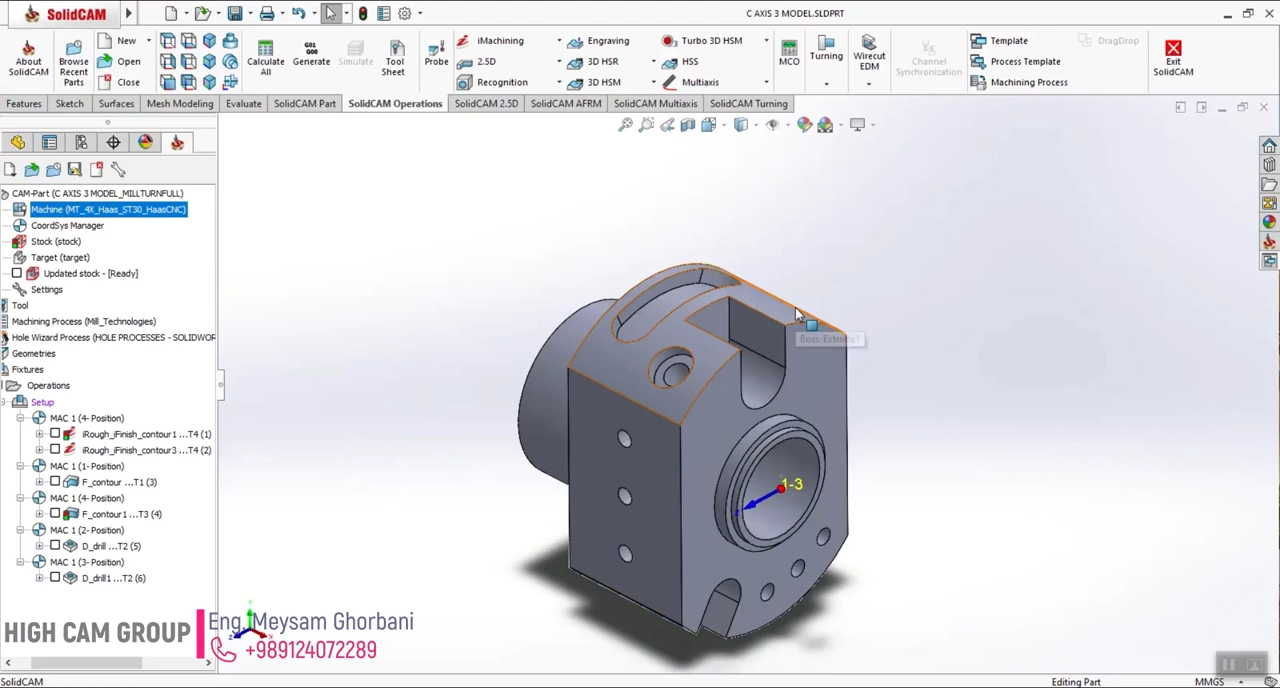 SolidCAM
C AXIS 3 MODEL.SLDPRT
About SolidCAM
Browse Recent Parts
New
Open
Close
Calculate All
G01 G00
Generate
Simulate
Tool Sheet
Probe
iMachining
2.5D
Recognition
Engraving
3D HSR
3D HSM
Turbo 3D HSM
HSS
Multiaxis
MCO
Turning
Wirecut EDM
Channel Synchronization
Template
Process Template
Machining Process
DragDrop
Exit SolidCAM
Features
Sketch
Surfaces
Mesh Modeling
Evaluate
SolidCAM Part
SolidCAM Operations
SolidCAM 2.5D
SolidCAM AFRM
SolidCAM Multiaxis
SolidCAM Turning
CAM-Part (C AXIS 3 MODEL_MILLTURNFULL)
Machine (MT_4X_Haas_ST30_HaasCNC)
CoordSys Manager
Stock (stock)
Target (target)
Updated stock - [Ready]
Settings
Tool
Machining Process (Mill_Technologies)
Hole Wizard Process (HOLE PROCESSES - SOLIDWOR
Geometries
Fixtures
Operations
Setup
MAC 1 (4- Position)
iRough_iFinish_contour1 ...T4 (1)
iRough_iFinish_contour3 ...T4 (2)
MAC 1 (1- Position)
F_contour ...T1 (3)
MAC 1 (4- Position)
F_contour1 ...T3 (4)
MAC 1 (2- Position)
D_drill ...T2 (5)
MAC 1 (3- Position)
D_drill1 ...T2 (6)
Boss-Extrude1
1-3
z
HIGH CAM GROUP
Eng. Meysam Ghorbani
+989124072289
SolidCAM
Editing Part
MMGS